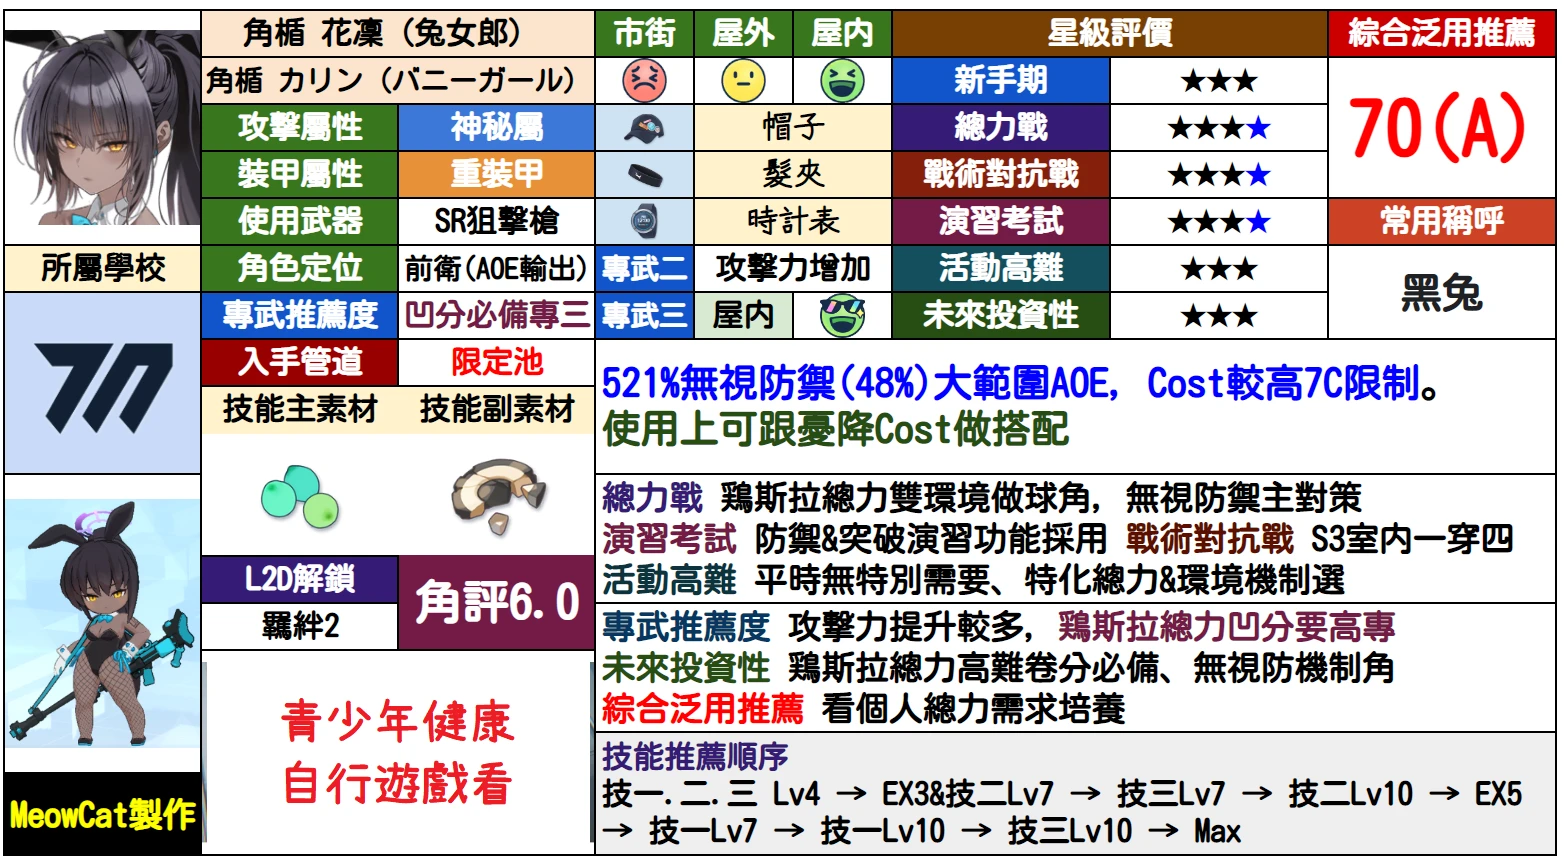 角楯 花凜（兔女郎）
角楯 カリン（バニーガール）
攻擊屬性 神秘屬
裝甲屬性 重裝甲
使用武器 SR狙擊槍
所屬學校
角色定位 前衛(AOE輸出)
專武推薦度 凹分必備專三
入手管道 限定池
技能主素材 技能副素材
L2D解鎖
羈絆2
角評6.0
青少年健康
自行遊戲看
MeowCat製作
市街 屋外 屋內
帽子
髮夾
時計表
專武二 攻擊力增加
專武三 屋內
星級評價
新手期 ★★★
總力戰 ★★★★
戰術對抗戰 ★★★★
演習考試 ★★★★
活動高難 ★★★
未來投資性 ★★★
綜合泛用推薦
70(A)
常用稱呼
黑兔
521%無視防禦(48%)大範圍AOE, Cost較高7C限制。
使用上可跟憂降Cost做搭配
總力戰 鶏斯拉總力雙環境做球角, 無視防禦主對策
演習考試 防禦&突破演習功能採用 戰術對抗戰 S3室內一穿四
活動高難 平時無特別需要、特化總力&環境機制選
專武推薦度 攻擊力提升較多, 鶏斯拉總力凹分要高專
未來投資性 鶏斯拉總力高難卷分必備、無視防機制角
綜合泛用推薦 看個人總力需求培養
技能推薦順序
技一.二.三 Lv4 → EX3&技二Lv7 → 技三Lv7 → 技二Lv10 → EX5
→ 技一Lv7 → 技一Lv10 → 技三Lv10 → Max